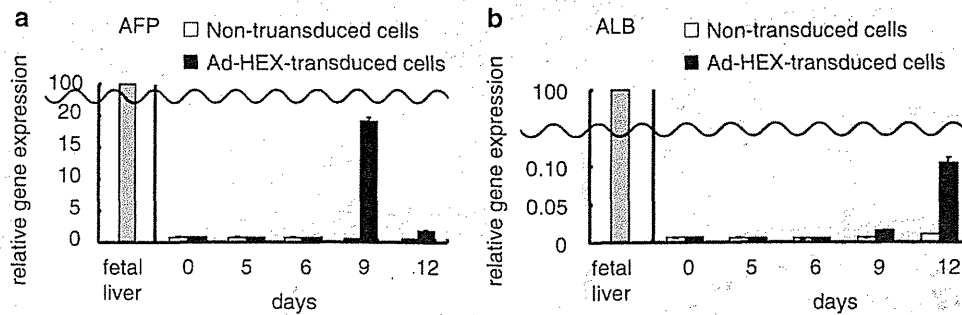 a
AFP
Non-truansduced cells
Ad-HEX-transduced cells
relative gene expression
100
20
15
10
5
0
fetal liver
0 5 6 9 12
days
b
ALB
Non-transduced cells
Ad-HEX-transduced cells
relative gene expression
100
0.10
0.05
0
fetal liver
0 5 6 9 12
days